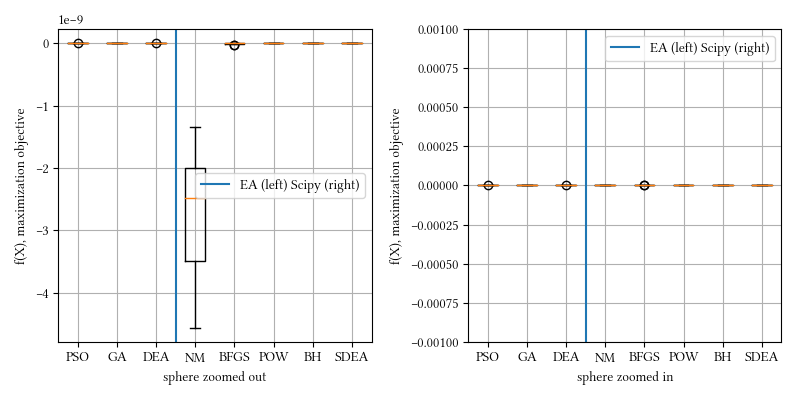 1e−9
0
−1
−2
−3
−4
f(X), maximization objective
EA (left) Scipy (right)
PSO GA DEA NM BFGS POW BH SDEA
sphere zoomed out
0.00100
0.00075
0.00050
0.00025
0.00000
−0.00025
−0.00050
−0.00075
−0.00100
f(X), maximization objective
EA (left) Scipy (right)
PSO GA DEA NM BFGS POW BH SDEA
sphere zoomed in